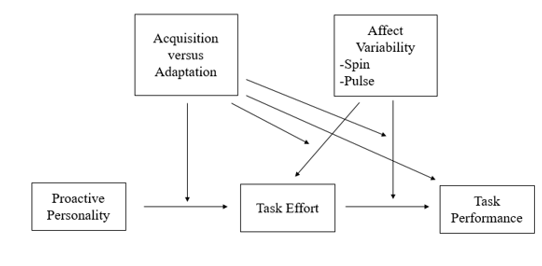 Acquisition
versus
Adaptation
Affect
Variability
-Spin
-Pulse
Proactive
Personality
Task Effort
Task
Performance